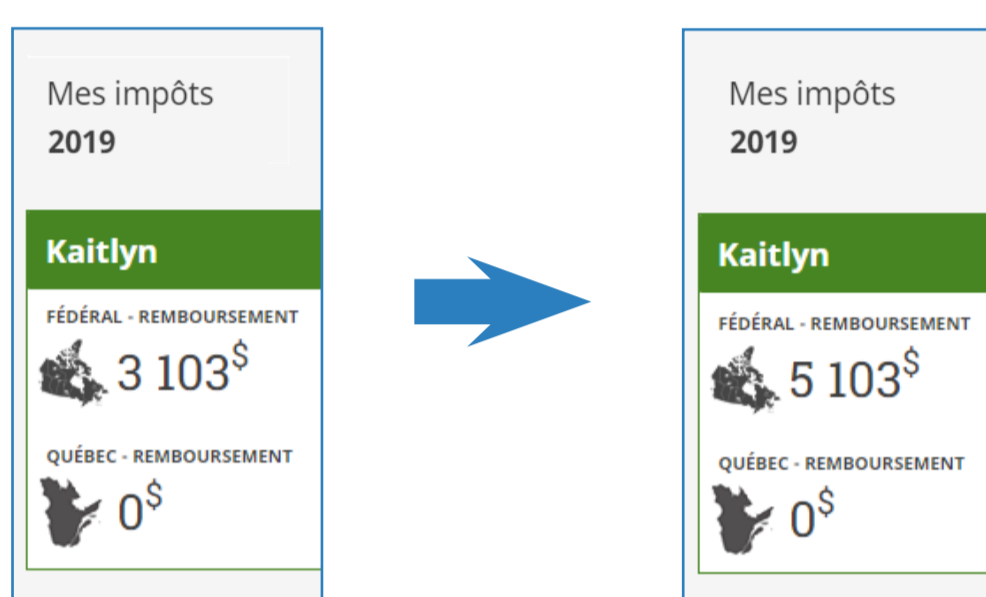 Mes impôts
2019
Kaitlyn
FÉDÉRAL - REMBOURSEMENT
3 103$
QUÉBEC - REMBOURSEMENT
0$
Mes impôts
2019
Kaitlyn
FÉDÉRAL - REMBOURSEMENT
5 103$
QUÉBEC - REMBOURSEMENT
0$